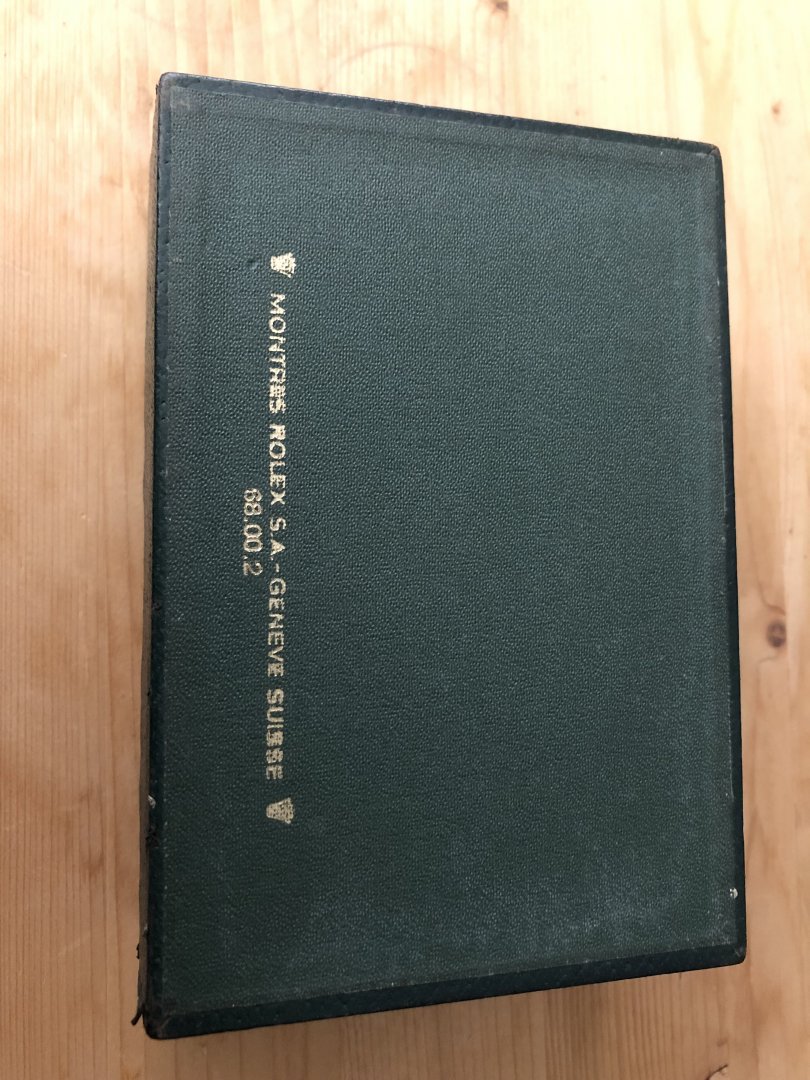 MONTRES ROLEX S.A.-GENEVE SUISSE
68.00.2